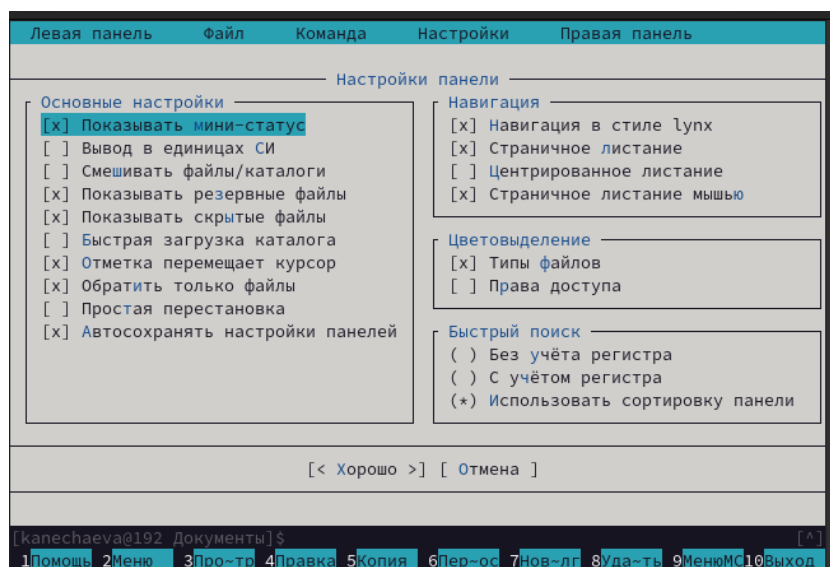 Левая панель Файл Команда Настройки Правая панель
Настройки панели
Основные настройки
[x] Показывать мини-статус
[ ] Вывод в единицах СИ
[ ] Смешивать файлы/каталоги
[x] Показывать резервные файлы
[x] Показывать скрытые файлы
[ ] Быстрая загрузка каталога
[x] Отметка перемещает курсор
[x] Обратить только файлы
[ ] Простая перестановка
[x] Автосохранять настройки панелей
Навигация
[x] Навигация в стиле lynx
[x] Страничное листание
[ ] Центрированное листание
[x] Страничное листание мышью
Цветовыделение
[x] Типы файлов
[ ] Права доступа
Быстрый поиск
( ) Без учёта регистра
( ) С учётом регистра
(*) Использовать сортировку панели
[< Хорошо >] [ Отмена ]
[kanechaeva@192 Документы]$ [^]
1Помощь 2Меню 3Про~тр 4Правка 5Копия 6Пер~ос 7Нов~лг 8Уда~ть 9МенюMC10Выход